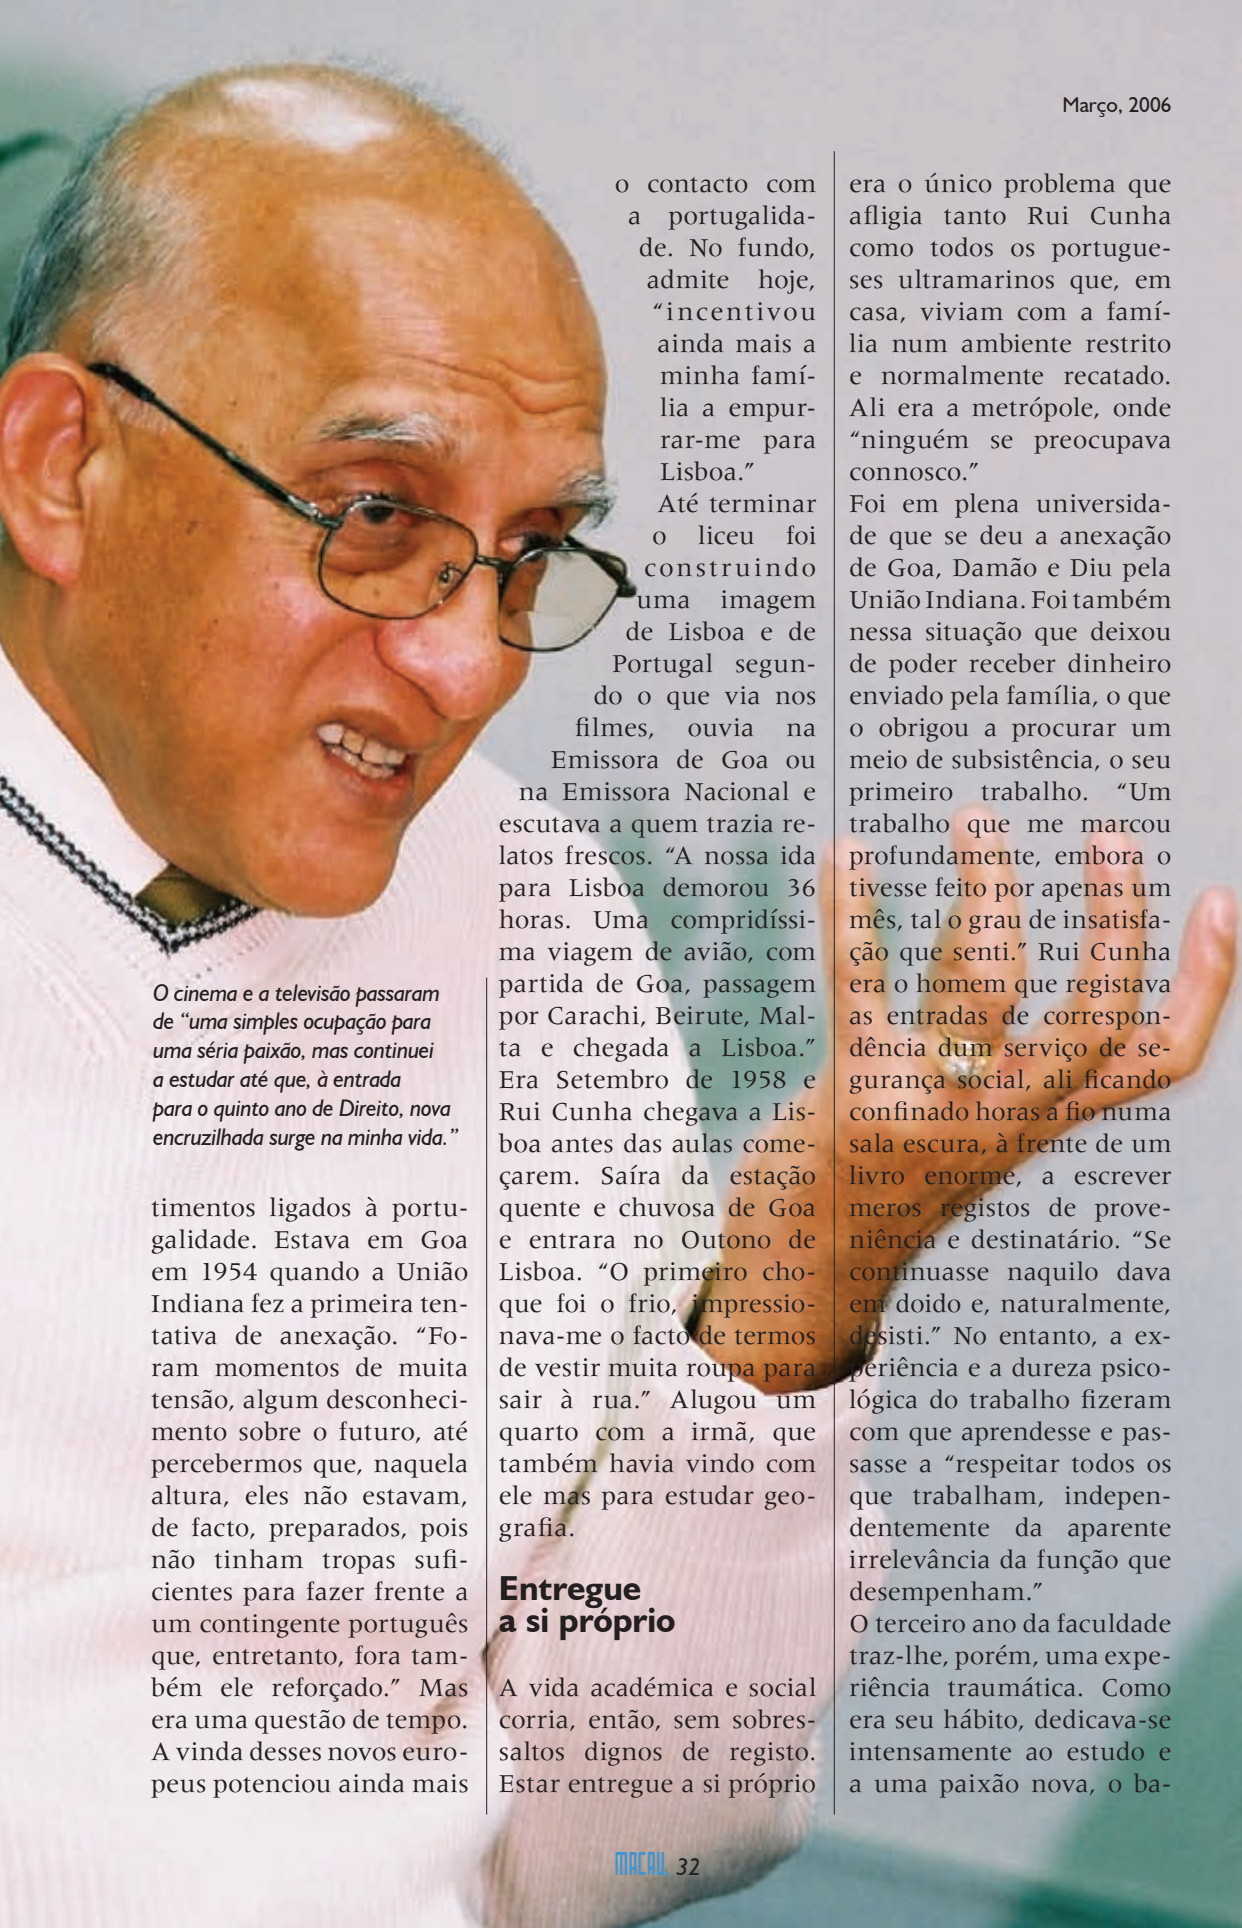 Março, 2006
O cinema e a televisão passaram
de “uma simples ocupação para
uma séria paixão, mas continuei
a estudar até que, à entrada
para o quinto ano de Direito, nova
encruzilhada surge na minha vida.”
timentos ligados à portu-
galidade. Estava em Goa
em 1954 quando a União
Indiana fez a primeira ten-
tativa de anexação. “Fo-
ram momentos de muita
tensão, algum desconheci-
mento sobre o futuro, até
percebermos que, naquela
altura, eles não estavam,
de facto, preparados, pois
não tinham tropas sufi-
cientes para fazer frente a
um contingente português
que, entretanto, fora tam-
bém ele reforçado.” Mas
era uma questão de tempo.
A vinda desses novos euro-
peus potenciou ainda mais
o contacto com
a portugalida-
de. No fundo,
admite hoje,
“incentivou
ainda mais a
minha famí-
lia a empur-
rar-me para
Lisboa.”
Até terminar
o liceu foi
construindo
uma imagem
de Lisboa e de
Portugal segun-
do o que via nos
filmes, ouvia na
Emissora de Goa ou
na Emissora Nacional e
escutava a quem trazia re-
latos frescos. “A nossa ida
para Lisboa demorou 36
horas. Uma compridíssi-
ma viagem de avião, com
partida de Goa, passagem
por Carachi, Beirute, Mal-
ta e chegada a Lisboa.”
Era Setembro de 1958 e
Rui Cunha chegava a Lis-
boa antes das aulas come-
çarem. Saíra da estação
quente e chuvosa de Goa
e entrara no Outono de
Lisboa. “O primeiro cho-
que foi o frio, impressio-
nava-me o facto de termos
de vestir muita roupa para
sair à rua.” Alugou um
quarto com a irmã, que
também havia vindo com
ele mas para estudar geo-
grafia.
Entregue
a si próprio
A vida académica e social
corria, então, sem sobres-
saltos dignos de registo.
Estar entregue a si próprio
era o único problema que
afligia tanto Rui Cunha
como todos os portugue-
ses ultramarinos que, em
casa, viviam com a famí-
lia num ambiente restrito
e normalmente recatado.
Ali era a metrópole, onde
“ninguém se preocupava
connosco.”
Foi em plena universida-
de que se deu a anexação
de Goa, Damão e Diu pela
União Indiana. Foi também
nessa situação que deixou
de poder receber dinheiro
enviado pela família, o que
o obrigou a procurar um
meio de subsistência, o seu
primeiro trabalho. “Um
trabalho que me marcou
profundamente, embora o
tivesse feito por apenas um
mês, tal o grau de insatisfa-
ção que senti.” Rui Cunha
era o homem que registava
as entradas de correspon-
dência dum serviço de se-
gurança social, ali ficando
confinado horas a fio numa
sala escura, à frente de um
livro enorme, a escrever
meros registos de prove-
niência e destinatário. “Se
continuasse naquilo dava
em doido e, naturalmente,
desisti.” No entanto, a ex-
periência e a dureza psico-
lógica do trabalho fizeram
com que aprendesse e pas-
sasse a “respeitar todos os
que trabalham, indepen-
dentemente da aparente
irrelevância da função que
desempenham.”
O terceiro ano da faculdade
traz-lhe, porém, uma expe-
riência traumática. Como
era seu hábito, dedicava-se
intensamente ao estudo e
a uma paixão nova, o ba-
MACAU, 32